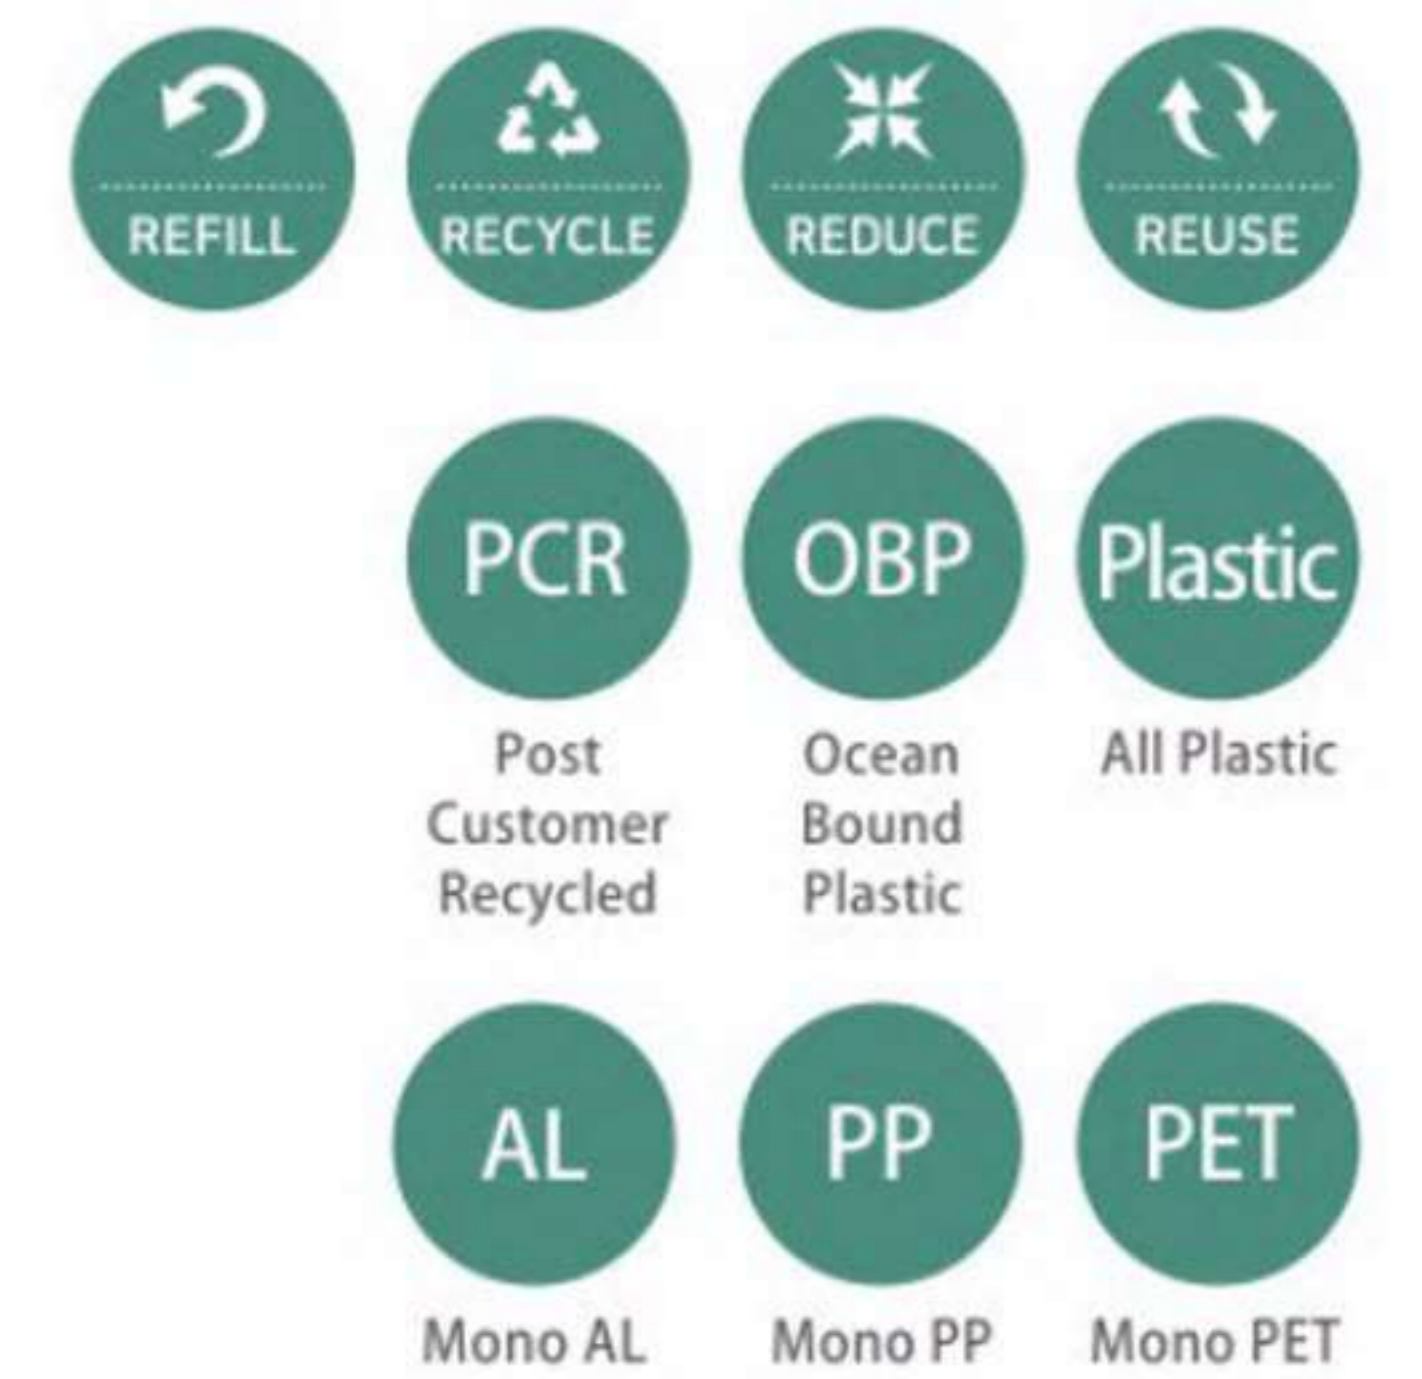 REFILL
RECYCLE
REDUCE
REUSE
PCR
OBP
Plastic
Post
Customer
Recycled
Ocean
Bound
Plastic
All Plastic
AL
PP
PET
Mono AL
Mono PP
Mono PET